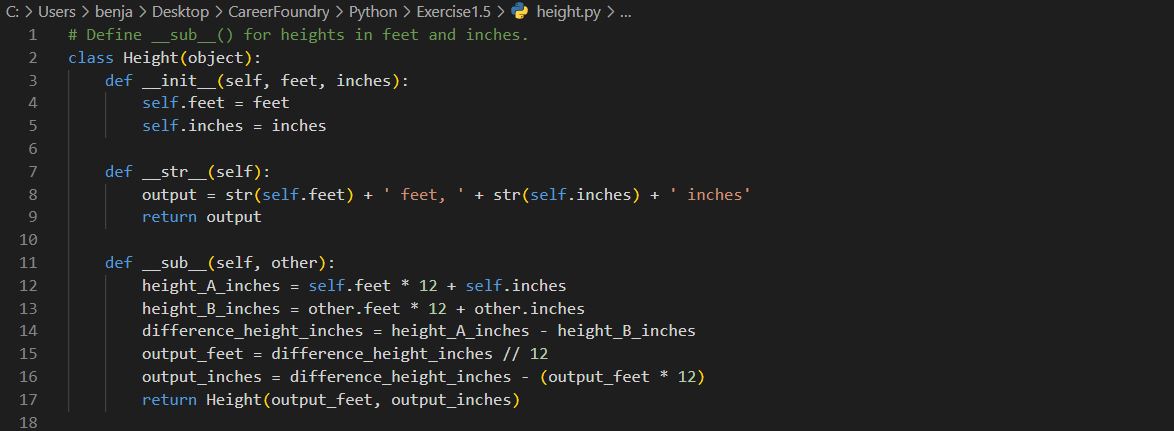 C: > Users > benja > Desktop > CareerFoundry > Python > Exercise1.5 > height.py > ...
1 # Define __sub__() for heights in feet and inches.
2 class Height(object):
3     def __init__(self, feet, inches):
4         self.feet = feet
5         self.inches = inches
6
7     def __str__(self):
8         output = str(self.feet) + ' feet, ' + str(self.inches) + ' inches'
9         return output
10
11     def __sub__(self, other):
12         height_A_inches = self.feet * 12 + self.inches
13         height_B_inches = other.feet * 12 + other.inches
14         difference_height_inches = height_A_inches - height_B_inches
15         output_feet = difference_height_inches // 12
16         output_inches = difference_height_inches - (output_feet * 12)
17         return Height(output_feet, output_inches)
18